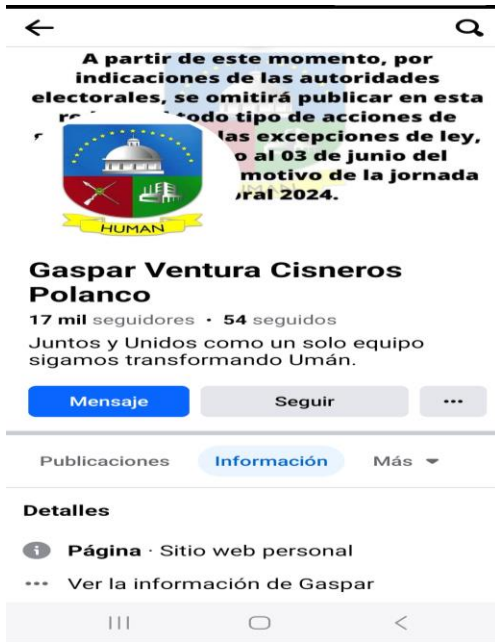 A partir de este momento, por
indicaciones de las autoridades
electorales, se omitirá publicar en esta
todo tipo de acciones de
las excepciones de ley,
al 03 de junio del
motivo de la jornada
2024.
HUMAN
Gaspar Ventura Cisneros
Polanco
17 mil seguidores · 54 seguidos
Juntos y Unidos como un solo equipo
sigamos transformando Umán.
Mensaje
Seguir
...
Publicaciones
Información
Más
Detalles
Página · Sitio web personal
... Ver la información de Gaspar